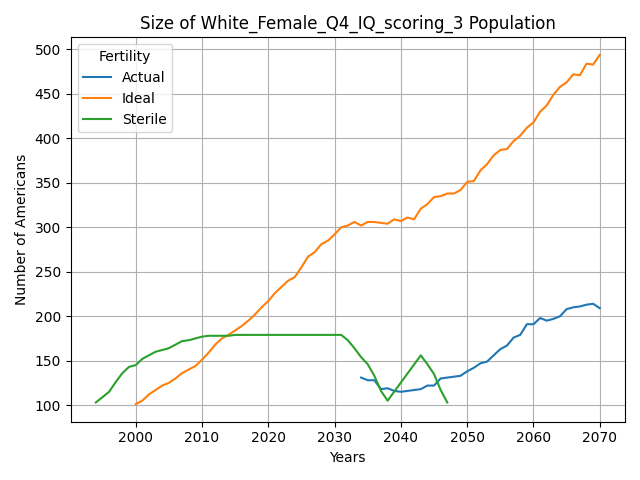 Size of White_Female_Q4_IQ_scoring_3 Population
Number of Americans
500
450
400
350
300
250
200
150
100
Fertility
Actual
Ideal
Sterile
2000 2010 2020 2030 2040 2050 2060 2070
Years